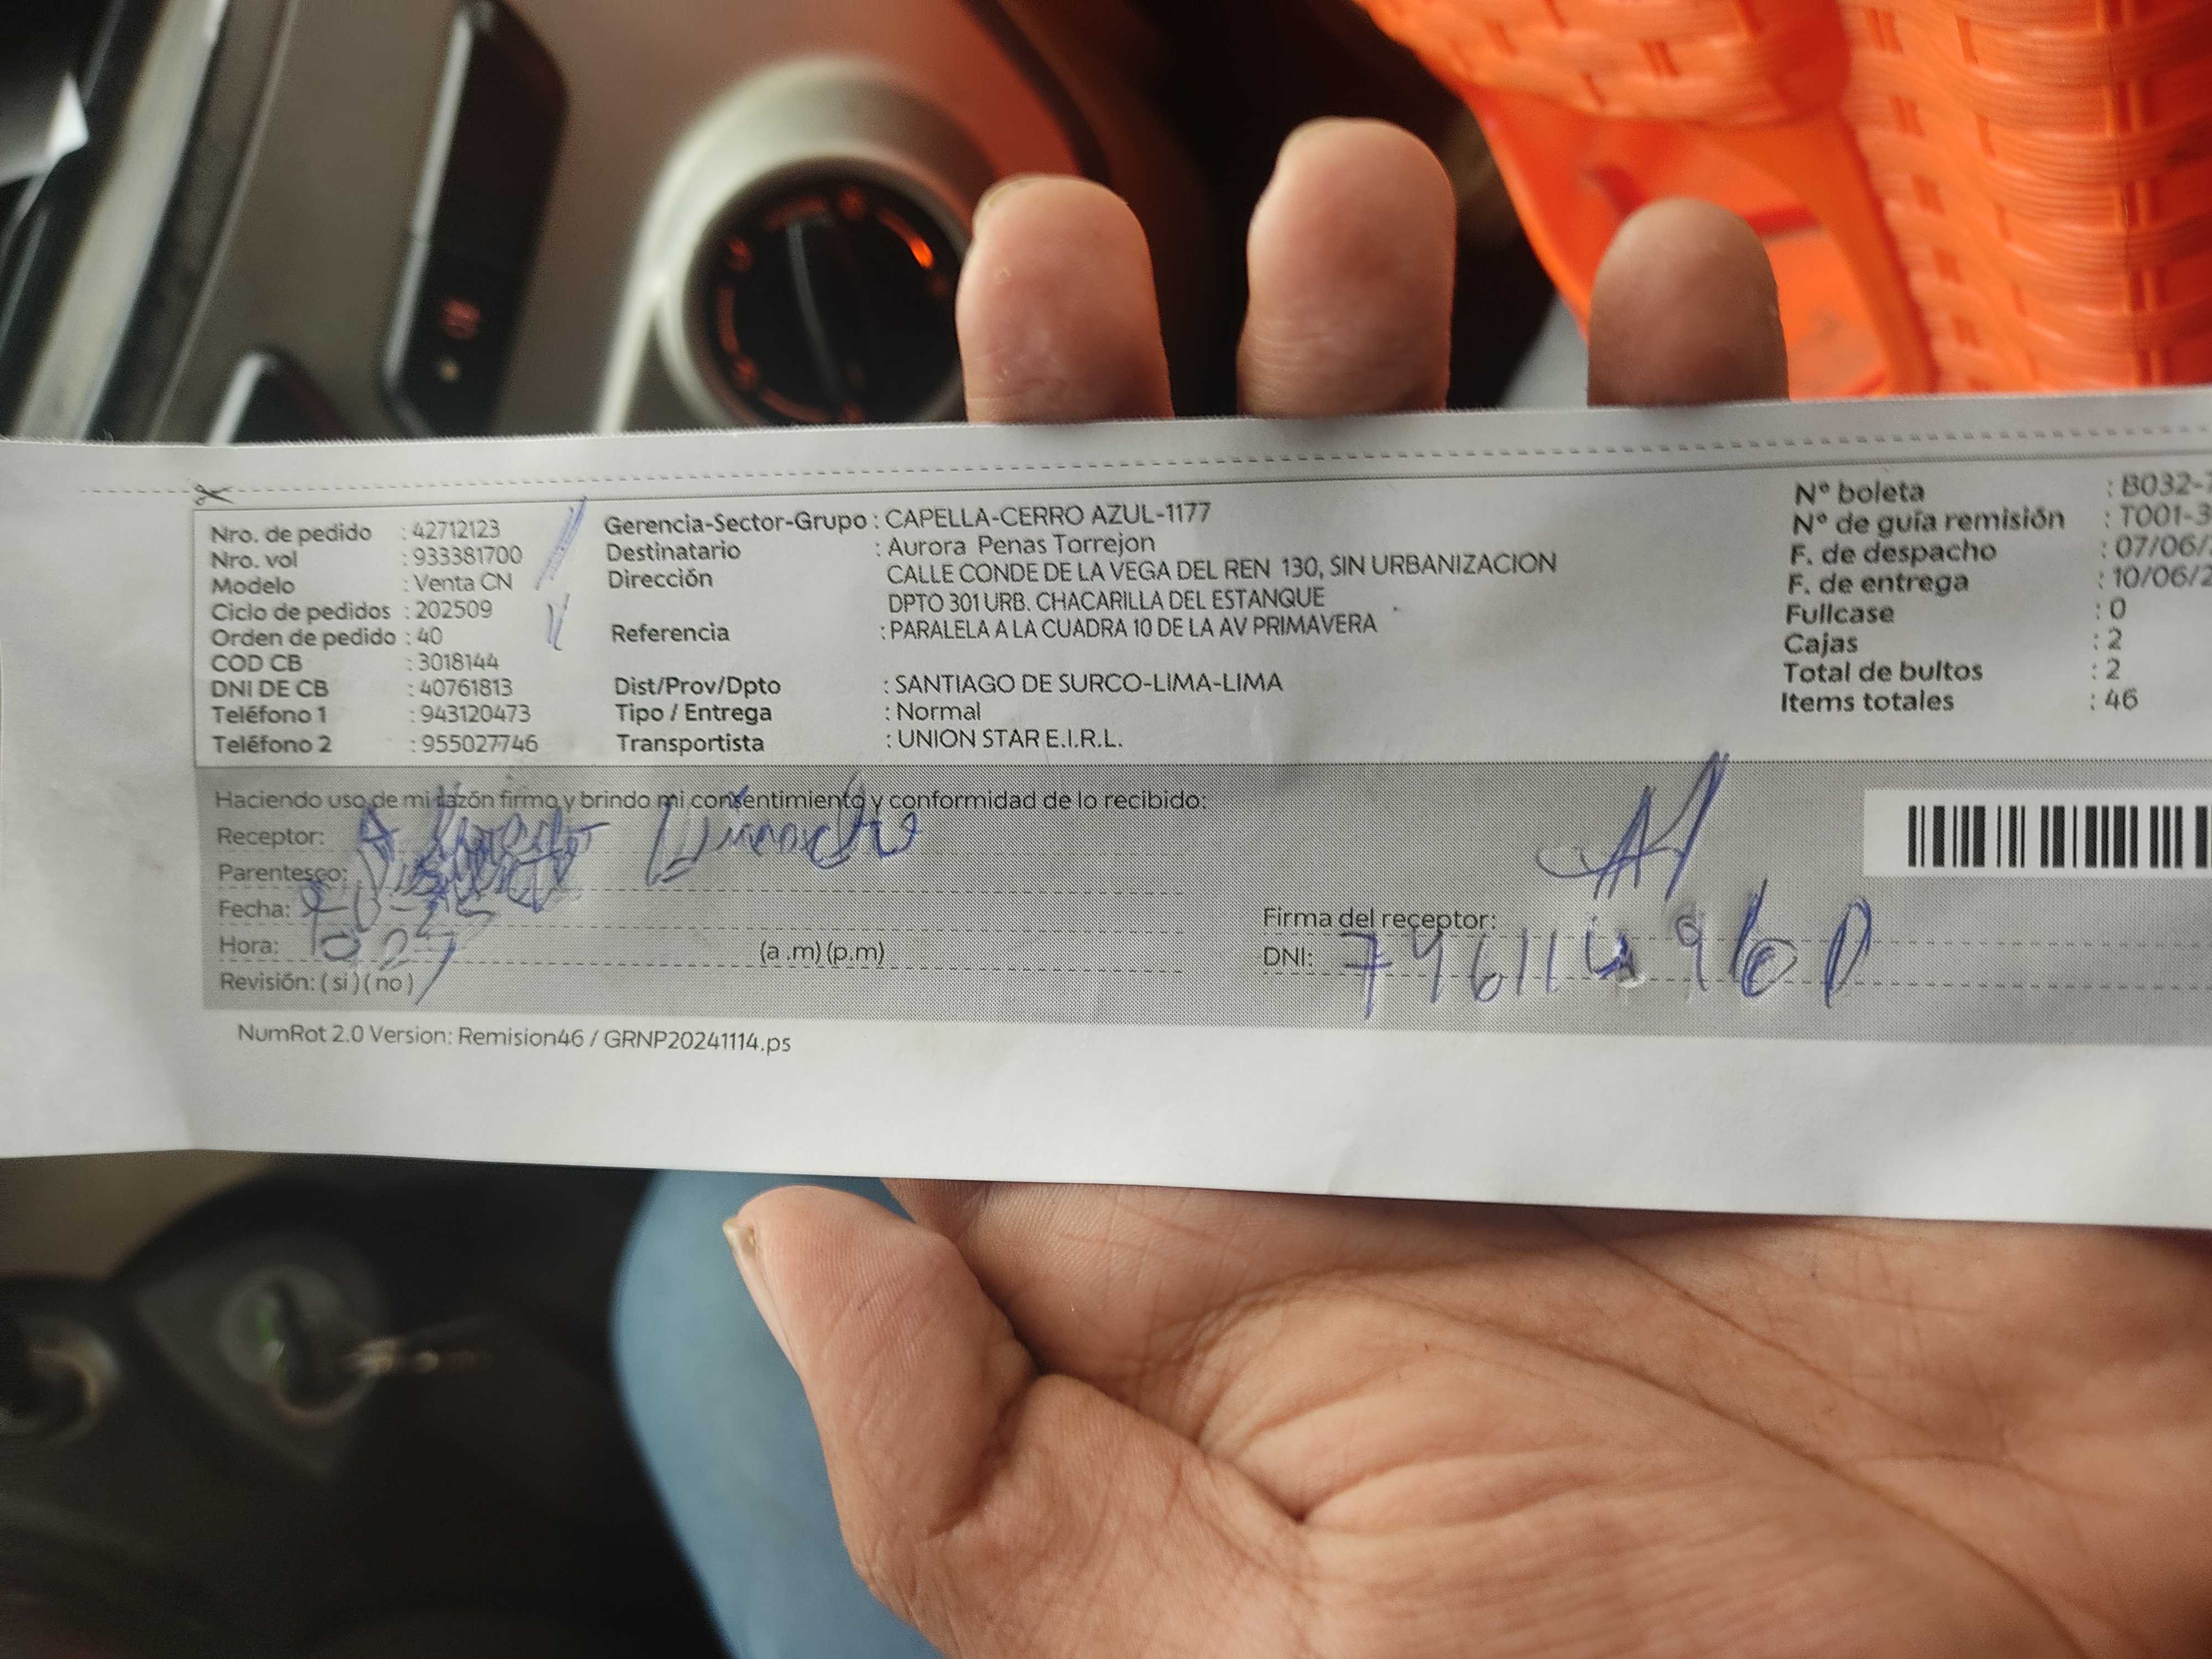 Nro. de pedido : 42712123
Nro. vol : 933381700
Modelo : Venta CN
Ciclo de pedidos : 202509
Orden de pedido : 40
COD CB : 3018144
DNI DE CB : 40761813
Teléfono 1 : 943120473
Teléfono 2 : 955027746
Gerencia-Sector-Grupo : CAPELLA-CERRO AZUL-1177
Destinatario : Aurora Penas Torrejon
Dirección CALLE CONDE DE LA VEGA DEL REN 130, SIN URBANIZACION
DPTO 301 URB. CHACARILLA DEL ESTANQUE
Referencia : PARALELA A LA CUADRA 10 DE LA AV PRIMAVERA
Dist/Prov/Dpto : SANTIAGO DE SURCO-LIMA-LIMA
Tipo / Entrega : Normal
Transportista : UNION STAR E.I.R.L.
N° boleta : B032-
N° de guía remisión : T001-3
F. de despacho : 07/06/
F. de entrega : 10/06/2
Fullcase : 0
Cajas : 2
Total de bultos : 2
Items totales : 46
Haciendo uso de mi razón firmo y brindo mi consentimiento y conformidad de lo recibido:
Receptor:
Parentesco:
Fecha:
Hora: 10 27 (a .m) (p.m)
Revisión: ( si ) ( no )
Firma del receptor:
DNI:
NumRot 2.0 Version: Remision46 / GRNP20241114.ps